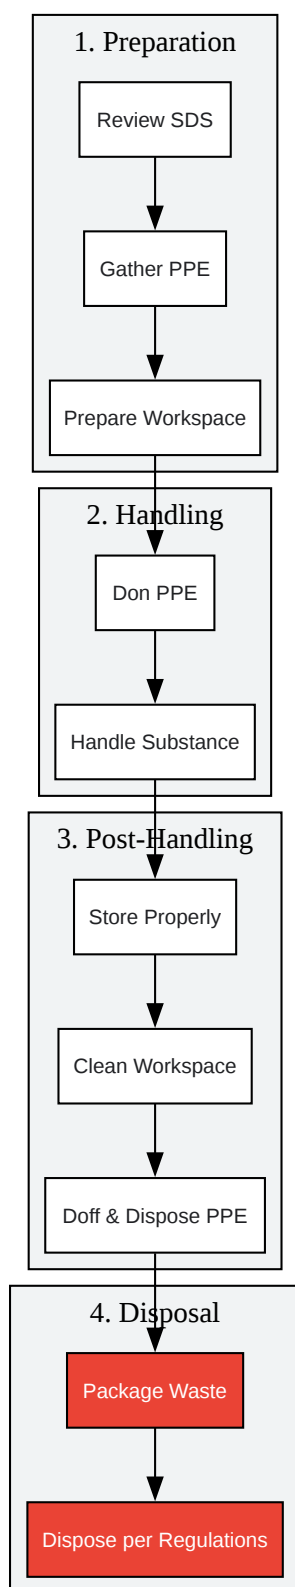 1. Preparation
Review SDS
Gather PPE
Prepare Workspace
2. Handling
Don PPE
Handle Substance
3. Post-Handling
Store Properly
Clean Workspace
Doff & Dispose PPE
4. Disposal
Package Waste
Dispose per Regulations